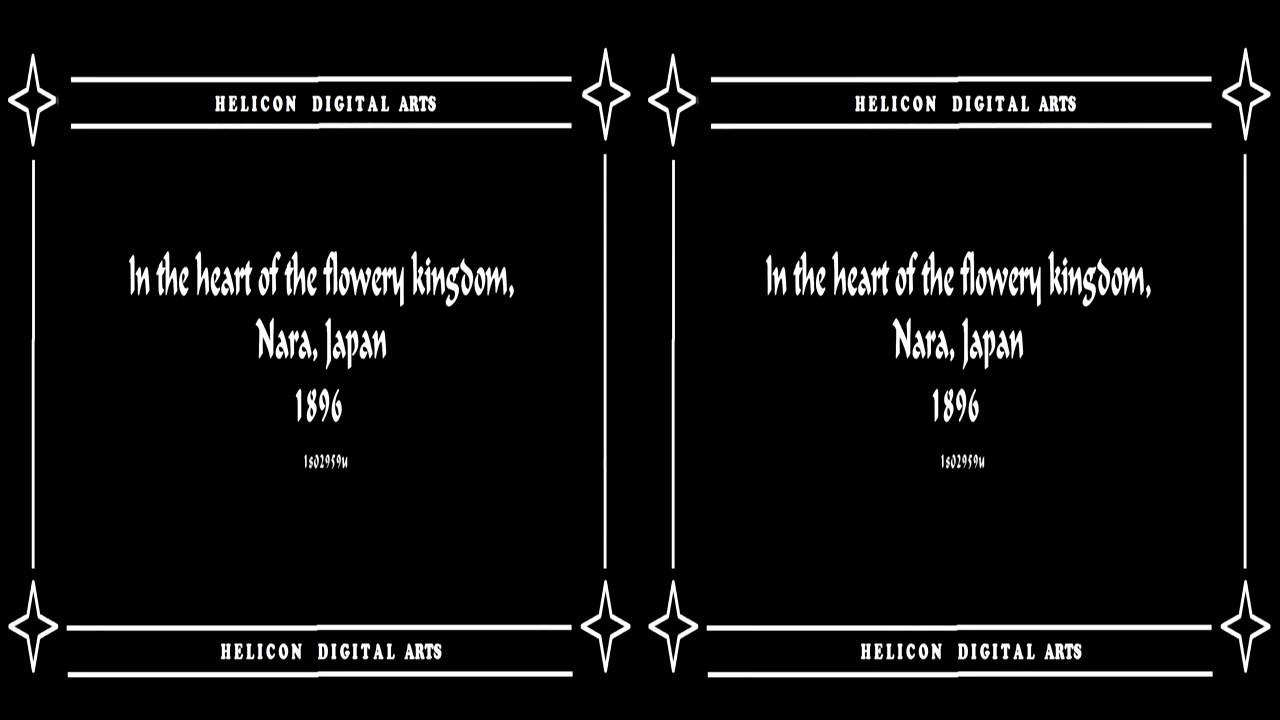 HELICON DIGITAL ARTS HELICON DIGITAL ARTS
In the heart of the flowery kingdom, In the heart of the flowery kingdom,
Nara, Japan Nara, Japan
1896 1896
1s02959u 1s02959u
HELICON DIGITAL ARTS HELICON DIGITAL ARTS